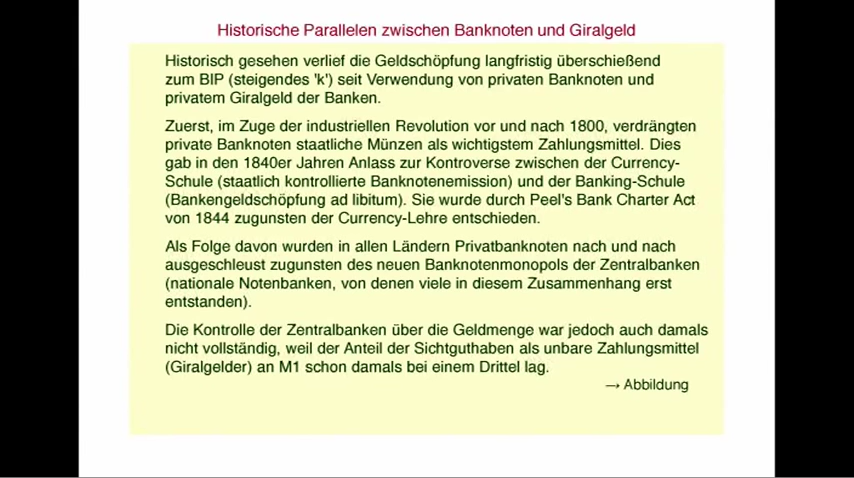 Historische Parallelen zwischen Banknoten und Giralgeld
Historisch gesehen verlief die Geldschöpfung langfristig überschießend
zum BIP (steigendes 'k') seit Verwendung von privaten Banknoten und
privatem Giralgeld der Banken.
Zuerst, im Zuge der industriellen Revolution vor und nach 1800, verdrängten
private Banknoten staatliche Münzen als wichtigstem Zahlungsmittel. Dies
gab in den 1840er Jahren Anlass zur Kontroverse zwischen der Currency-
Schule (staatlich kontrollierte Banknotenemission) und der Banking-Schule
(Bankengeldschöpfung ad libitum). Sie wurde durch Peel's Bank Charter Act
von 1844 zugunsten der Currency-Lehre entschieden.
Als Folge davon wurden in allen Ländern Privatbanknoten nach und nach
ausgeschleust zugunsten des neuen Banknotenmonopols der Zentralbanken
(nationale Notenbanken, von denen viele in diesem Zusammenhang erst
entstanden).
Die Kontrolle der Zentralbanken über die Geldmenge war jedoch auch damals
nicht vollständig, weil der Anteil der Sichtguthaben als unbare Zahlungsmittel
(Giralgelder) an M1 schon damals bei einem Drittel lag.
→ Abbildung